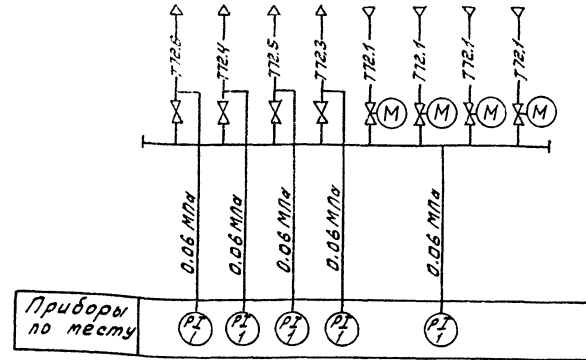 Т72.6
Т72.4
Т72.5
Т72.3
Т72.1
Т72.1
Т72.1
Т72.1
М
М
М
М
0.06 МПа
0.06 МПа
0.06 МПа
0.06 МПа
0.06 МПа
Приборы
по месту
PI
1
PI
1
PI
1
PI
1
PI
1